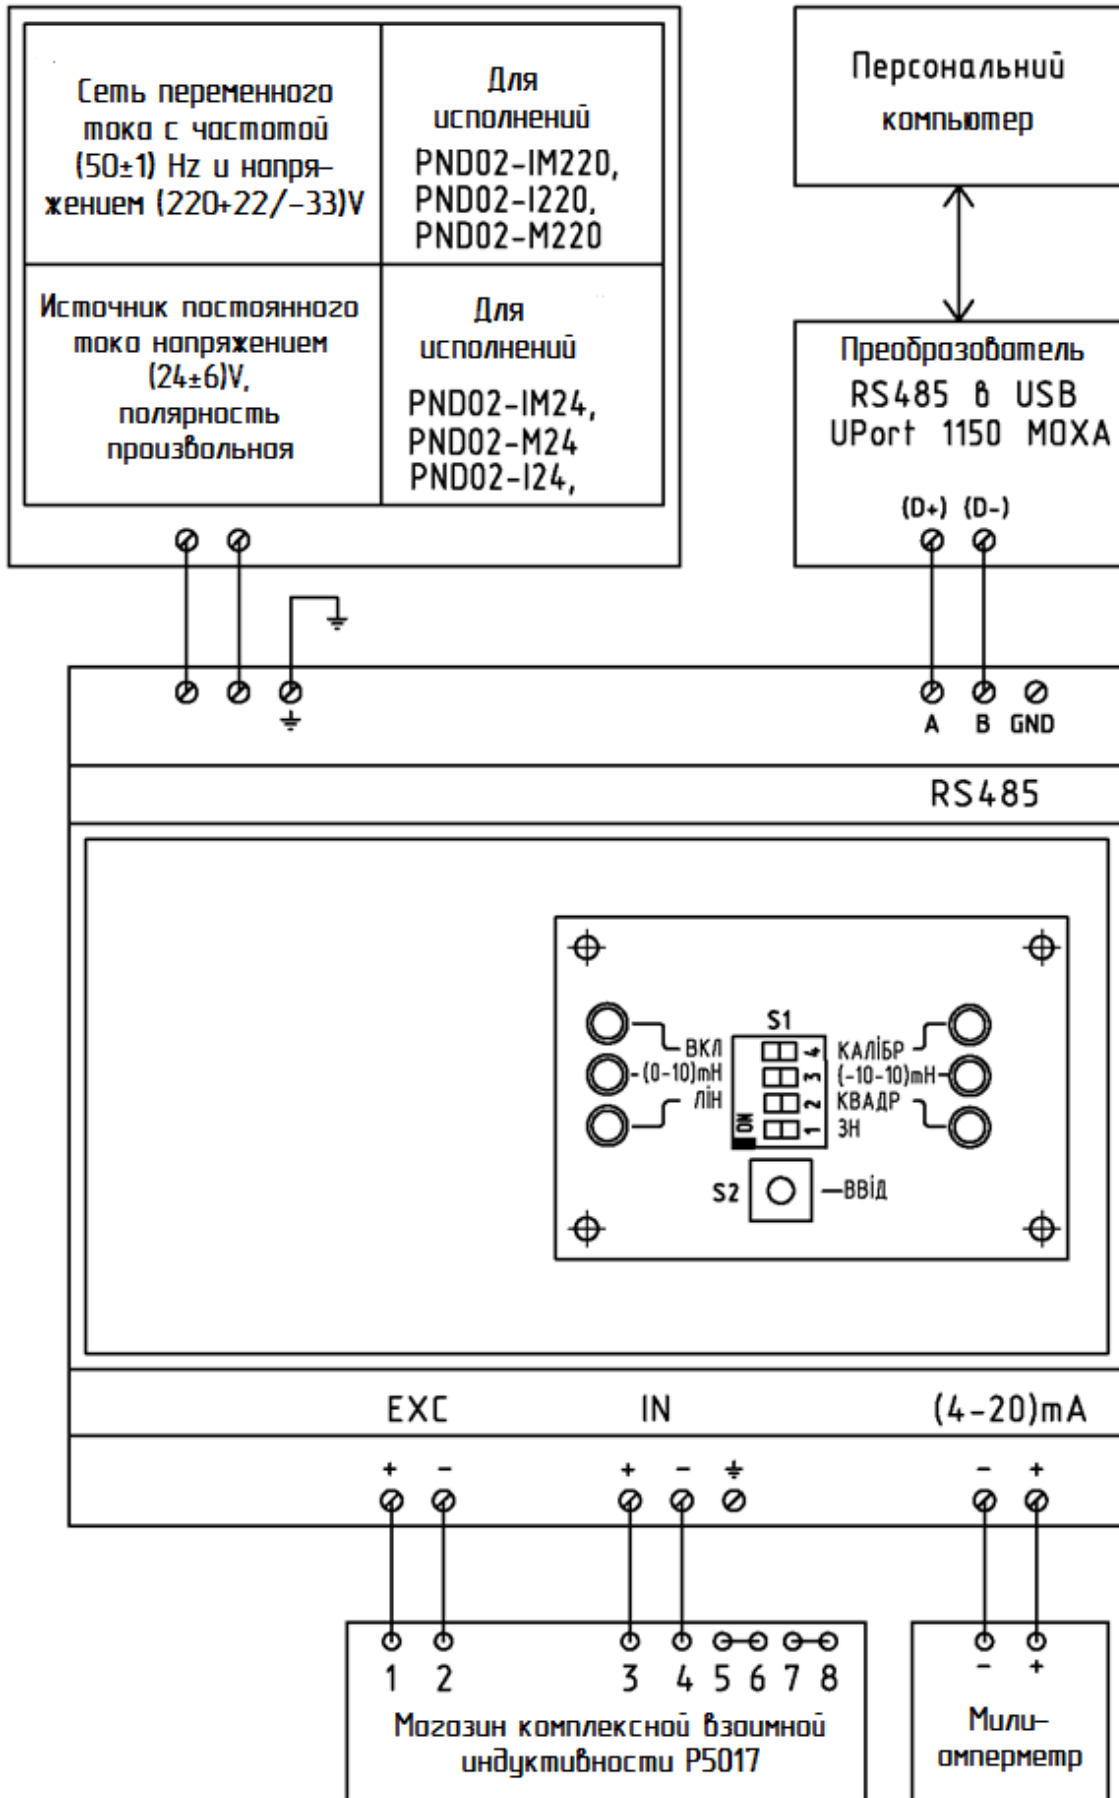 Сеть переменного
тока с частотой
(50±1) Hz и напря-
жением (220+22/-33)V
Для
исполнений
PND02-IM220,
PND02-I220,
PND02-M220
Источник постоянного
тока напряжением
(24±6)V,
полярность
произвольная
Для
исполнений
PND02-IM24,
PND02-M24
PND02-I24,
Персональний
компьютер
Преобразователь
RS485 в USB
UPort 1150 MOXA
(D+) (D-)
A B GND
RS485
S1
ВКЛ
(0-10)mH
ЛІН
ON
4
3
2
1
КАЛІБР
(-10-10)mH
КВАДР
ЗН
S2
ВВІД
EXC IN (4-20)mA
+ - + - - +
1 2 3 4 5 6 7 8
Магазин комплексной взаимной
индуктивности Р5017
- +
Мили-
амперметр